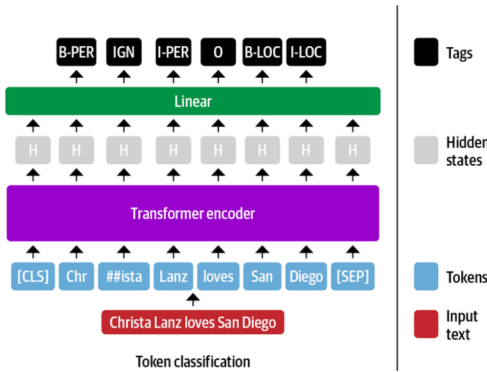 B-PER IGN I-PER O B-LOC I-LOC
Tags
Linear
H H H H H H H H
Hidden
states
Transformer encoder
[CLS] Chr ##ista Lanz loves San Diego [SEP]
Tokens
Christa Lanz loves San Diego
Input
text
Token classification